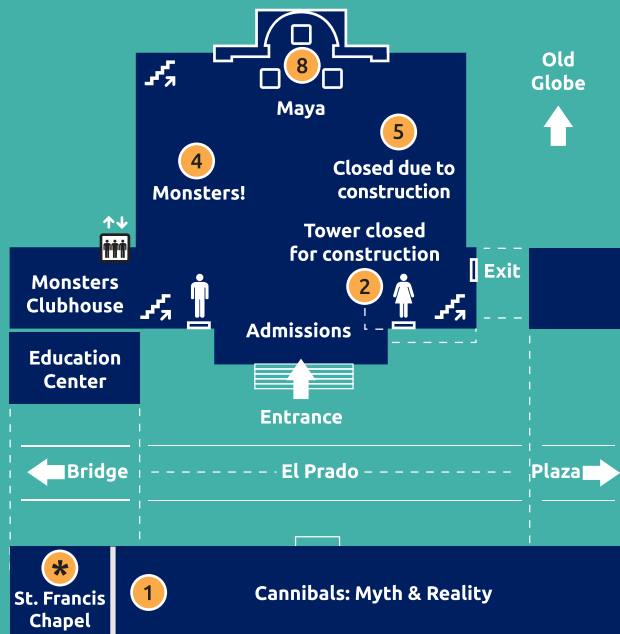 8
Maya
Old
Globe
5
Closed due to
construction
4
Monsters!
Tower closed
for construction
2
Exit
Monsters
Clubhouse
Admissions
Education
Center
Entrance
Bridge
El Prado
Plaza
*
St. Francis
Chapel
1
Cannibals: Myth & Reality